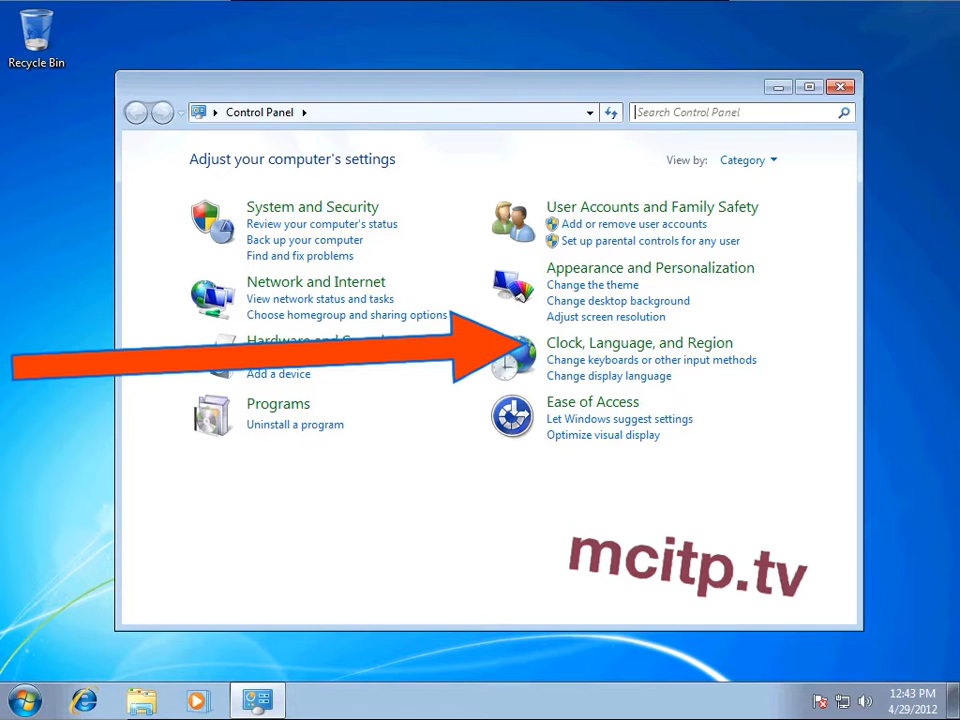 Recycle Bin
Control Panel
Search Control Panel
Adjust your computer's settings
View by: Category
System and Security
Review your computer's status
Back up your computer
Find and fix problems
Network and Internet
View network status and tasks
Choose homegroup and sharing options
Hardware and
Add a device
Programs
Uninstall a program
User Accounts and Family Safety
Add or remove user accounts
Set up parental controls for any user
Appearance and Personalization
Change the theme
Change desktop background
Adjust screen resolution
Clock, Language, and Region
Change keyboards or other input methods
Change display language
Ease of Access
Let Windows suggest settings
Optimize visual display
mcitp.tv
12:43 PM
4/29/2012